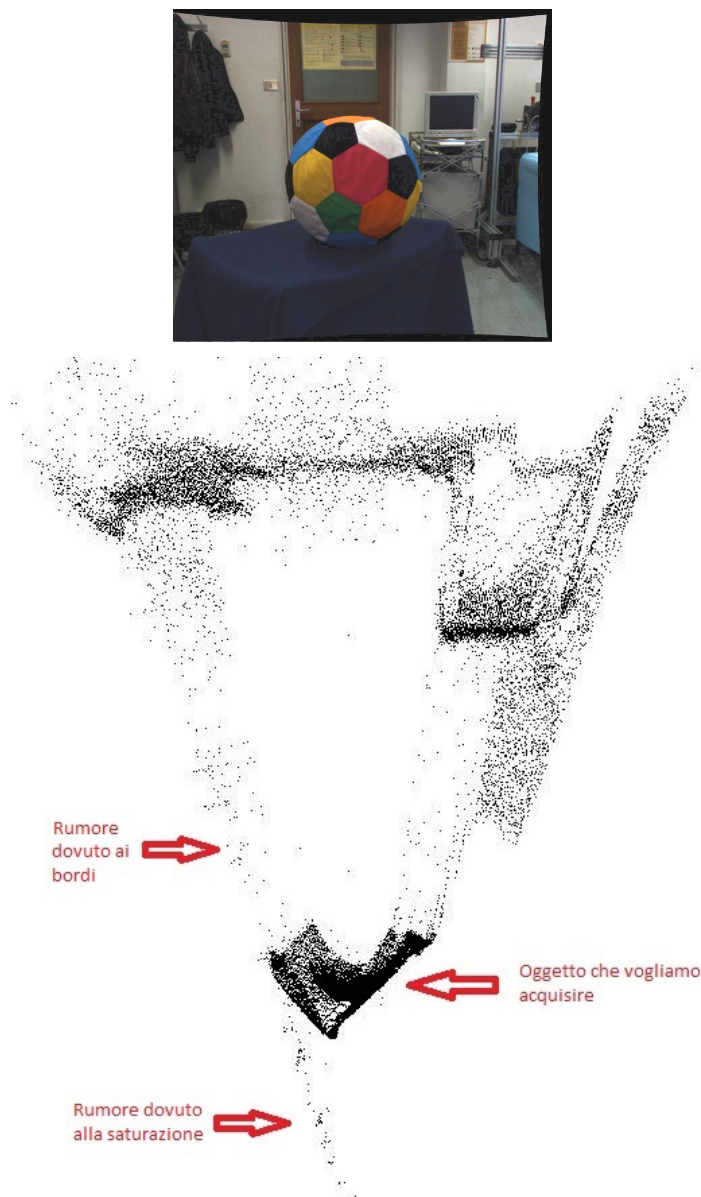 Rumore
dovuto ai
bordi
Oggetto che vogliamo
acquisire
Rumore dovuto
alla saturazione